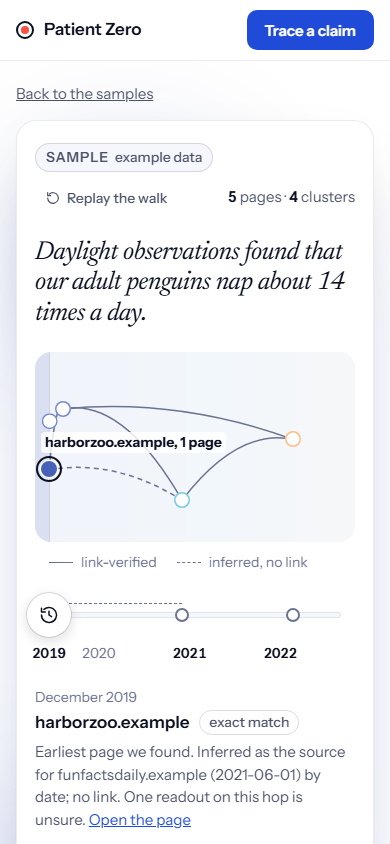 Patient Zero
Trace a claim
Back to the samples
SAMPLE example data
Replay the walk
5 pages · 4 clusters
Daylight observations found that
our adult penguins nap about 14
times a day.
harborzoo.example, 1 page
link-verified
inferred, no link
2019 2020 2021 2022
December 2019
harborzoo.example exact match
Earliest page we found. Inferred as the source
for funfactsdaily.example (2021-06-01) by
date; no link. One readout on this hop is
unsure. Open the page